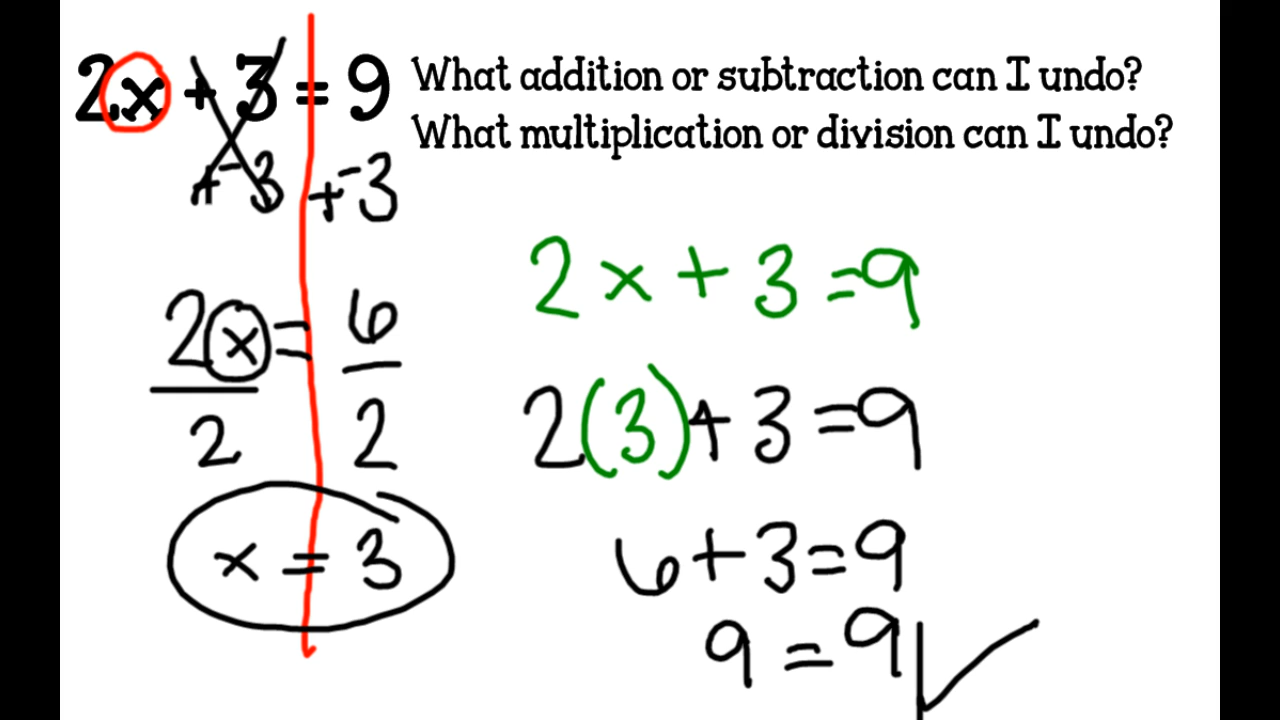 2x + 3 = 9
What addition or subtraction can I undo?
What multiplication or division can I undo?
+ -3 + -3
2x = 6
2 2
x = 3
2x + 3 = 9
2(3) + 3 = 9
6 + 3 = 9
9 = 9 ✓